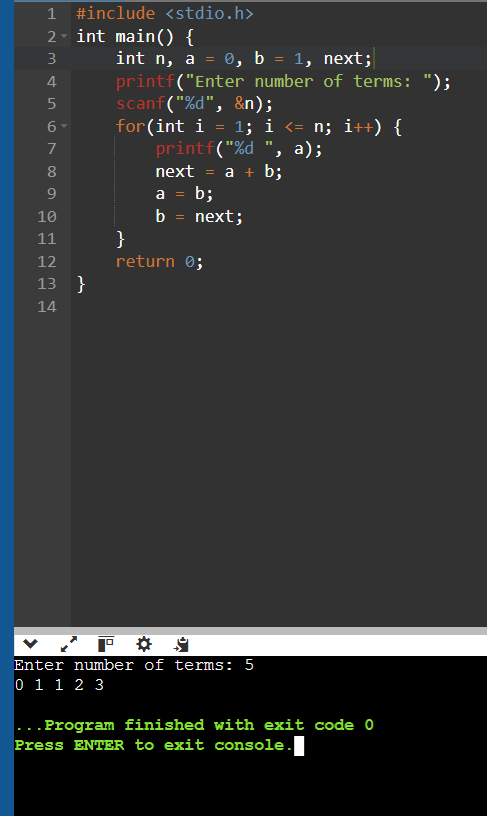 1 #include <stdio.h>
2 int main() {
3     int n, a = 0, b = 1, next;
4     printf("Enter number of terms: ");
5     scanf("%d", &n);
6     for(int i = 1; i <= n; i++) {
7         printf("%d ", a);
8         next = a + b;
9         a = b;
10         b = next;
11     }
12     return 0;
13 }
14
Enter number of terms: 5
0 1 1 2 3
...Program finished with exit code 0
Press ENTER to exit console.